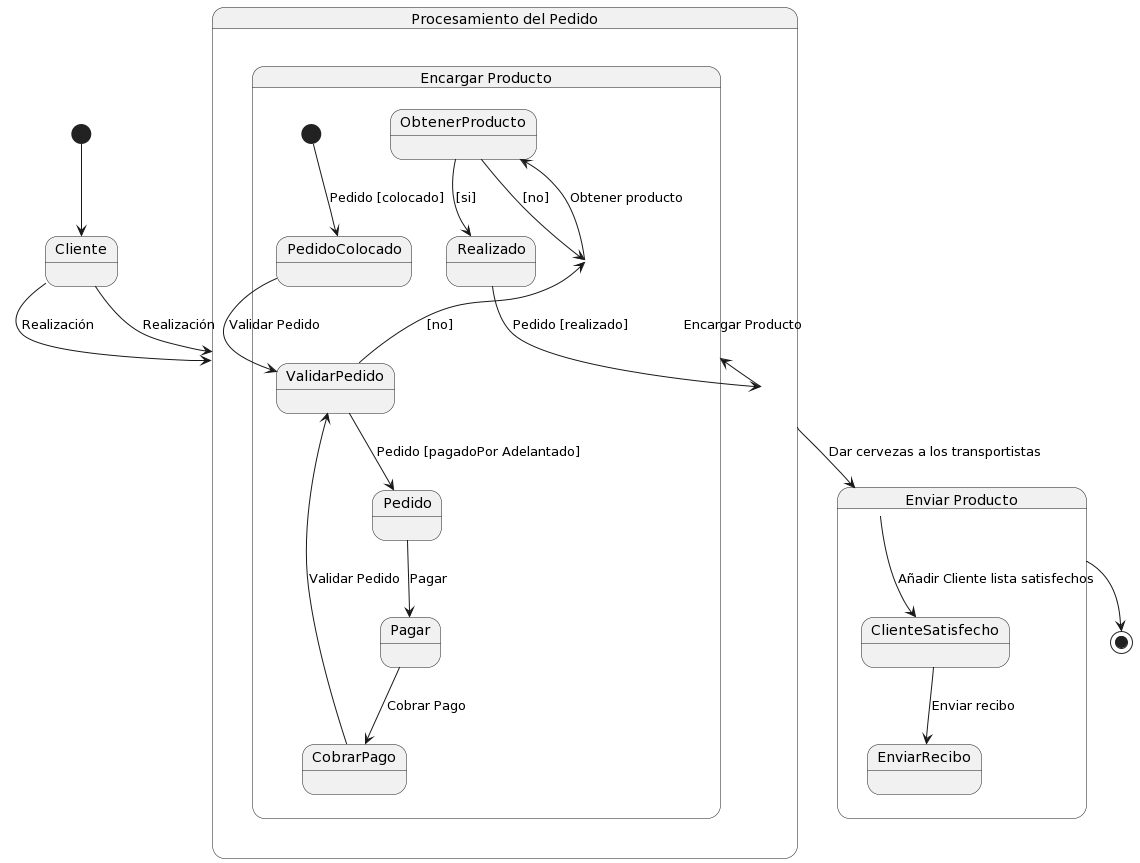 Procesamiento del Pedido
Encargar Producto
ObtenerProducto
Pedido [colocado]
[si]
[no]
Obtener producto
Cliente
PedidoColocado
Realizado
Realización
Realización
Validar Pedido
[no]
Pedido [realizado]
Encargar Producto
ValidarPedido
Pedido [pagadoPor Adelantado]
Dar cervezas a los transportistas
Pedido
Enviar Producto
Validar Pedido
Pagar
Añadir Cliente lista satisfechos
Pagar
ClienteSatisfecho
Cobrar Pago
Enviar recibo
CobrarPago
EnviarRecibo